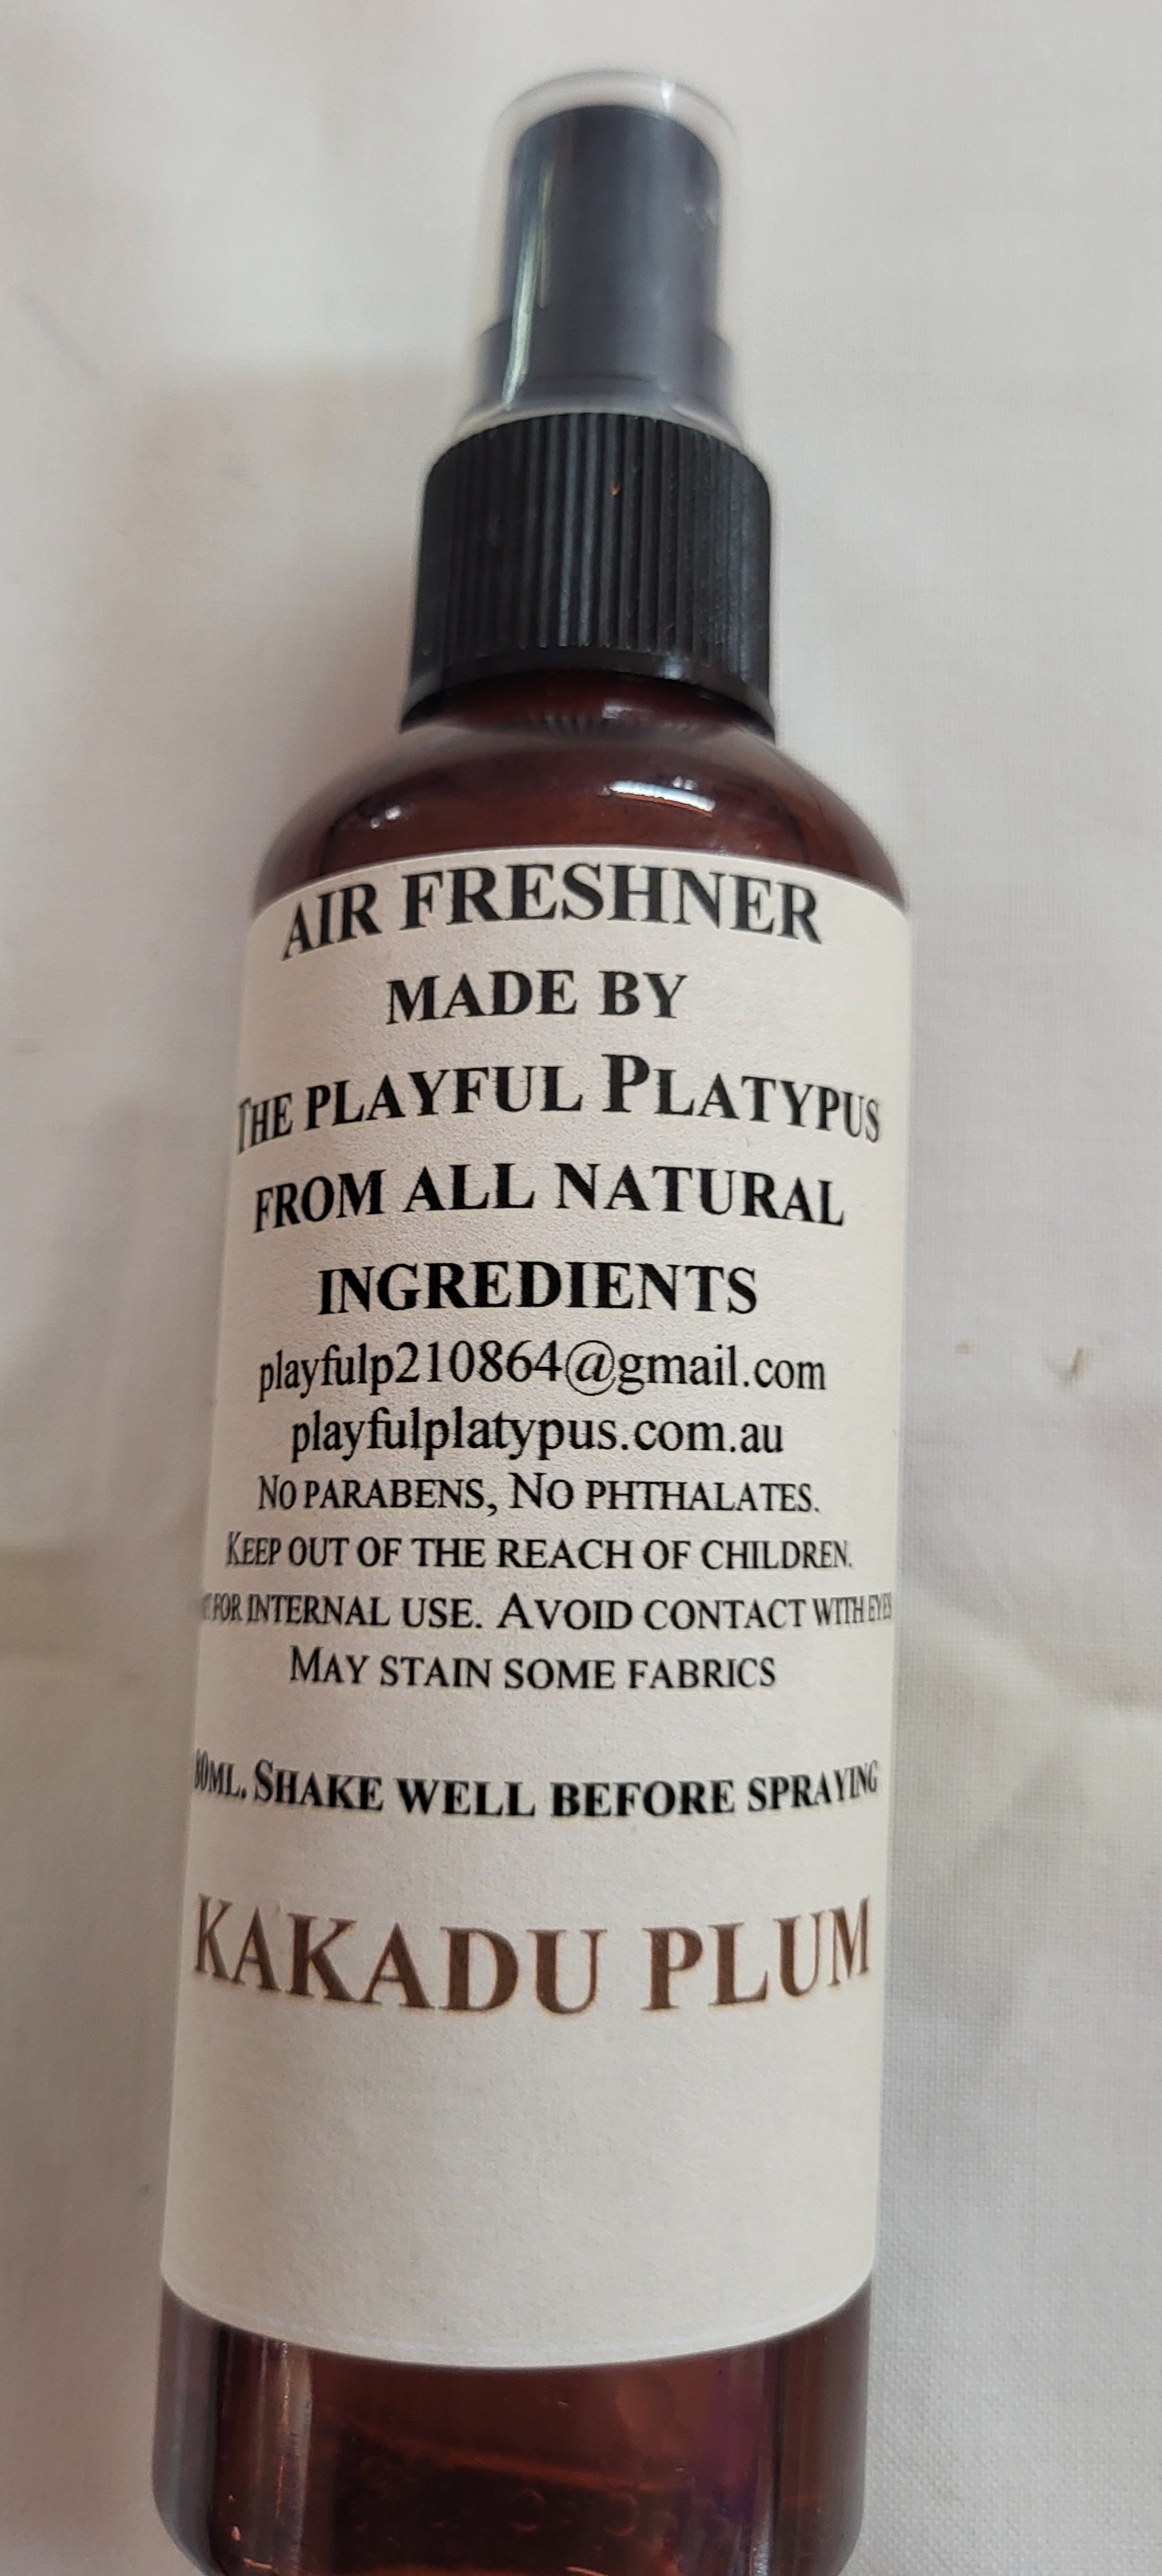 AIR FRESHNER
MADE BY
THE PLAYFUL PLATYPUS
FROM ALL NATURAL
INGREDIENTS
playfulp210864@gmail.com
playfulplatypus.com.au
NO PARABENS, NO PHTHALATES.
KEEP OUT OF THE REACH OF CHILDREN.
FOR INTERNAL USE. AVOID CONTACT WITH EYES
MAY STAIN SOME FABRICS
SHAKE WELL BEFORE SPRAYING
KAKADU PLUM